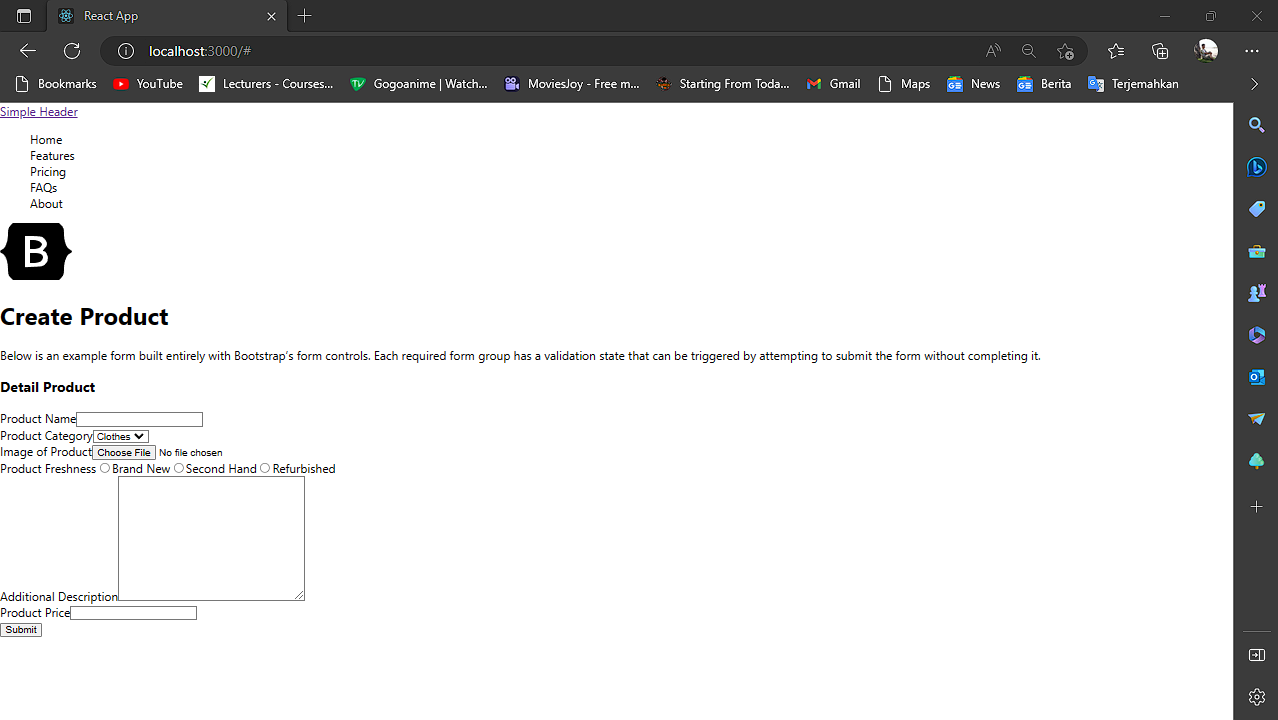 React App
localhost:3000/#
Bookmarks YouTube Lecturers - Courses... Gogoanime | Watch... MoviesJoy - Free m... Starting From Toda... Gmail Maps News Berita Terjemahkan
Simple Header
Home
Features
Pricing
FAQs
About
B
Create Product
Below is an example form built entirely with Bootstrap's form controls. Each required form group has a validation state that can be triggered by attempting to submit the form without completing it.
Detail Product
Product Name
Product Category Clothes
Image of Product Choose File No file chosen
Product Freshness Brand New Second Hand Refurbished
Additional Description
Product Price
Submit